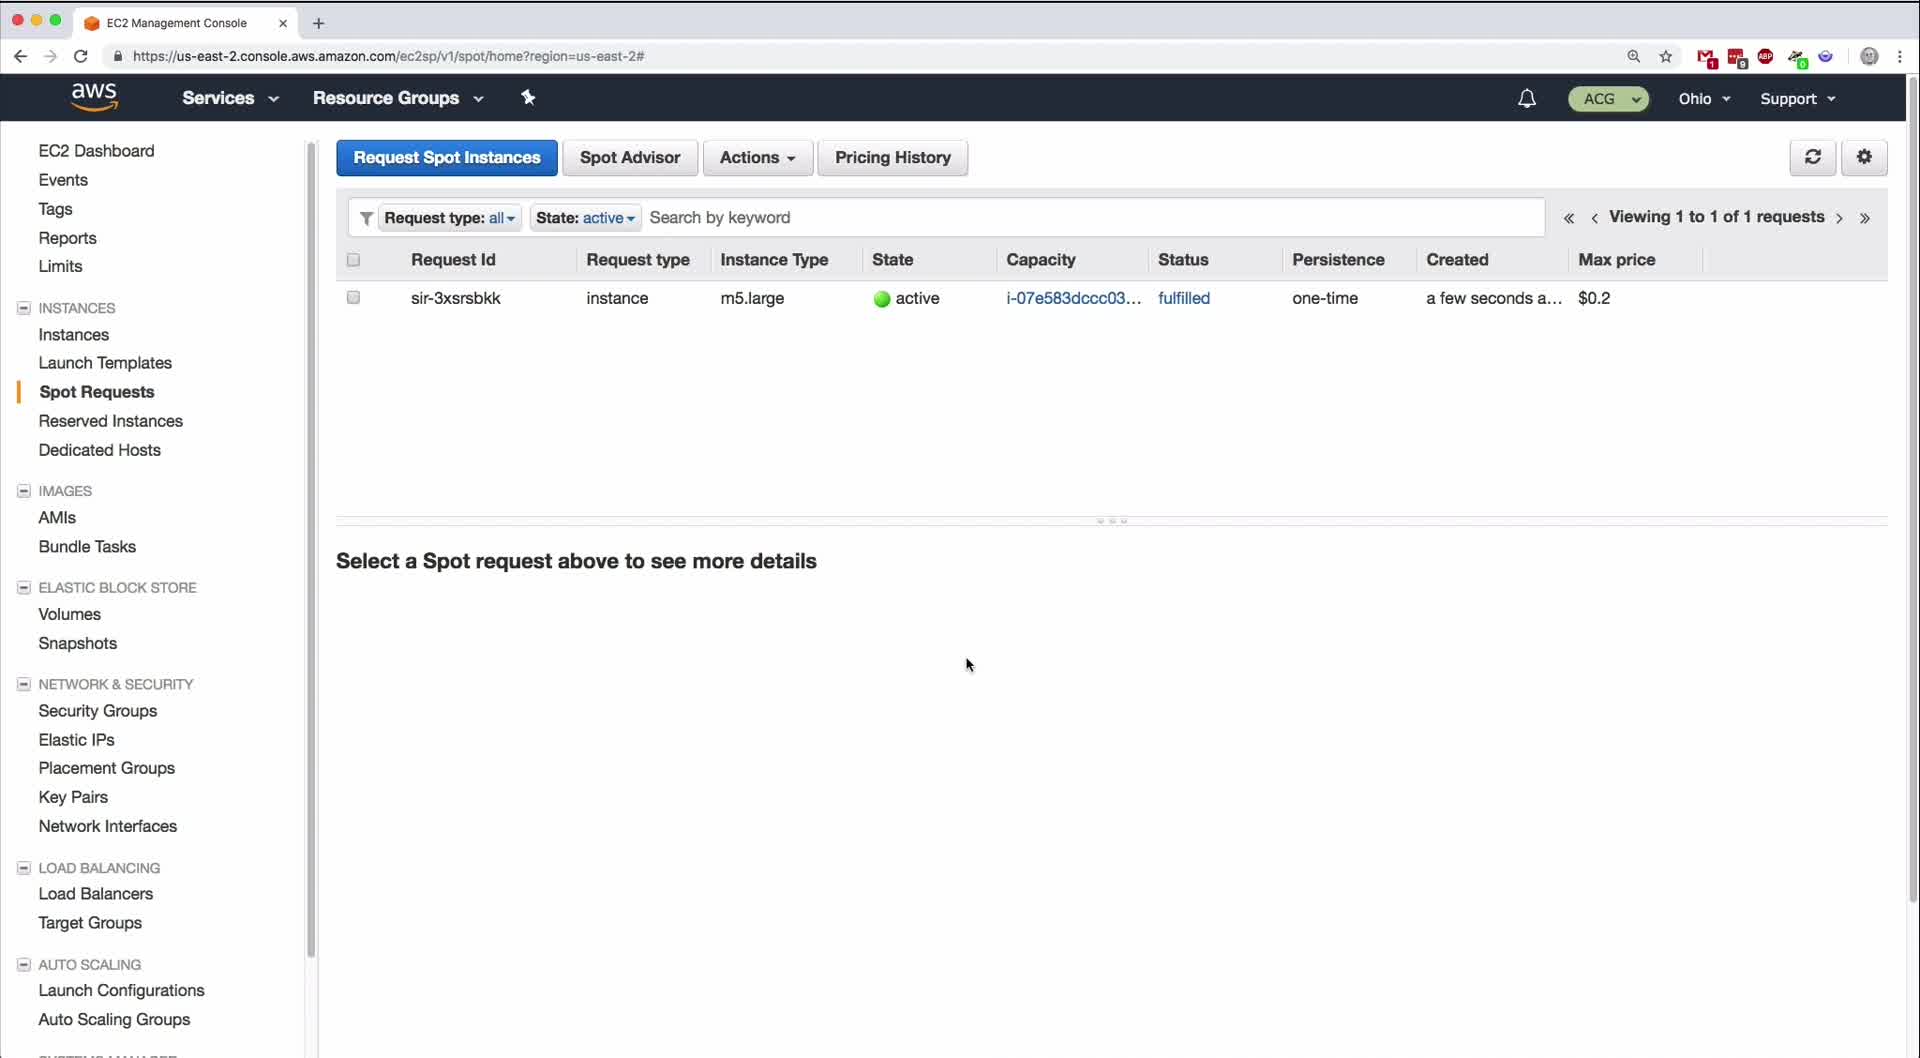 EC2 Management Console
https://us-east-2.console.aws.amazon.com/ec2sp/v1/spot/home?region=us-east-2#
1
9
ABP
0
aws
Services
Resource Groups
ACG
Ohio
Support
EC2 Dashboard
Events
Tags
Reports
Limits
INSTANCES
Instances
Launch Templates
Spot Requests
Reserved Instances
Dedicated Hosts
IMAGES
AMIs
Bundle Tasks
ELASTIC BLOCK STORE
Volumes
Snapshots
NETWORK & SECURITY
Security Groups
Elastic IPs
Placement Groups
Key Pairs
Network Interfaces
LOAD BALANCING
Load Balancers
Target Groups
AUTO SCALING
Launch Configurations
Auto Scaling Groups
Request Spot Instances Spot Advisor Actions Pricing History
Request type: all State: active Search by keyword « ‹ Viewing 1 to 1 of 1 requests › »
Request Id Request type Instance Type State Capacity Status Persistence Created Max price
sir-3xsrsbkk instance m5.large active i-07e583dccc03... fulfilled one-time a few seconds a... $0.2
Select a Spot request above to see more details